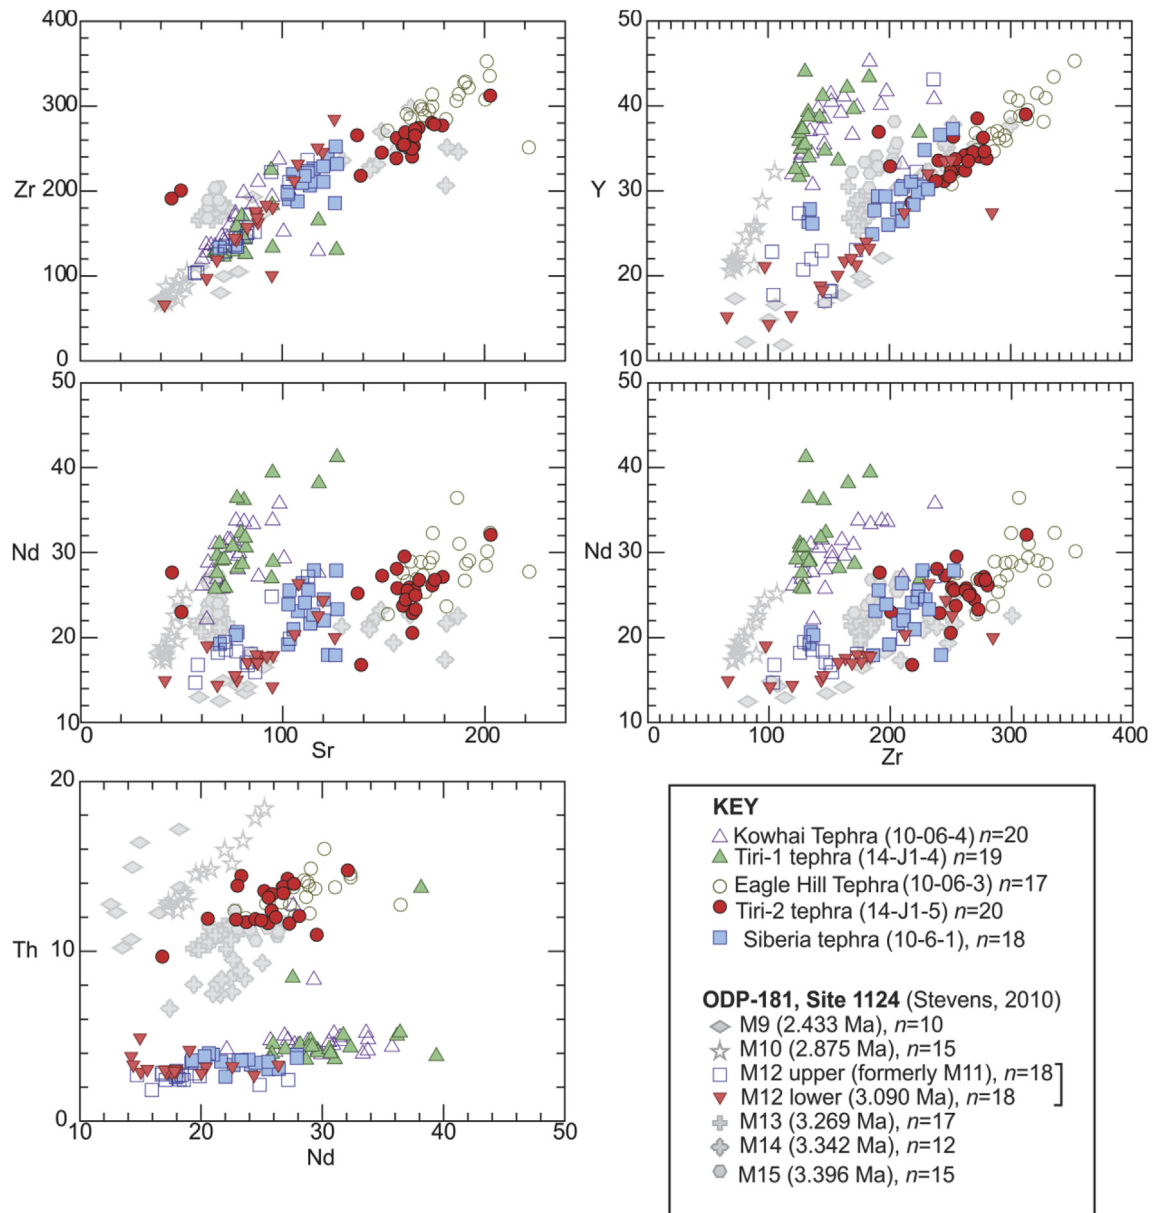 400
Zr
300
200
100
0
50
Y
40
30
20
10
50
40
Nd
30
20
10
0
100
Sr
200
50
40
Nd
30
20
10
0
100
200
Zr
300
400
20
Th
10
0
10
20
Nd
30
40
50
KEY
Kowhai Tephra (10-06-4) n=20
Tiri-1 tephra (14-J1-4) n=19
Eagle Hill Tephra (10-06-3) n=17
Tiri-2 tephra (14-J1-5) n=20
Siberia tephra (10-6-1), n=18
ODP-181, Site 1124 (Stevens, 2010)
M9 (2.433 Ma), n=10
M10 (2.875 Ma), n=15
M12 upper (formerly M11), n=18
M12 lower (3.090 Ma), n=18
M13 (3.269 Ma), n=17
M14 (3.342 Ma), n=12
M15 (3.396 Ma), n=15